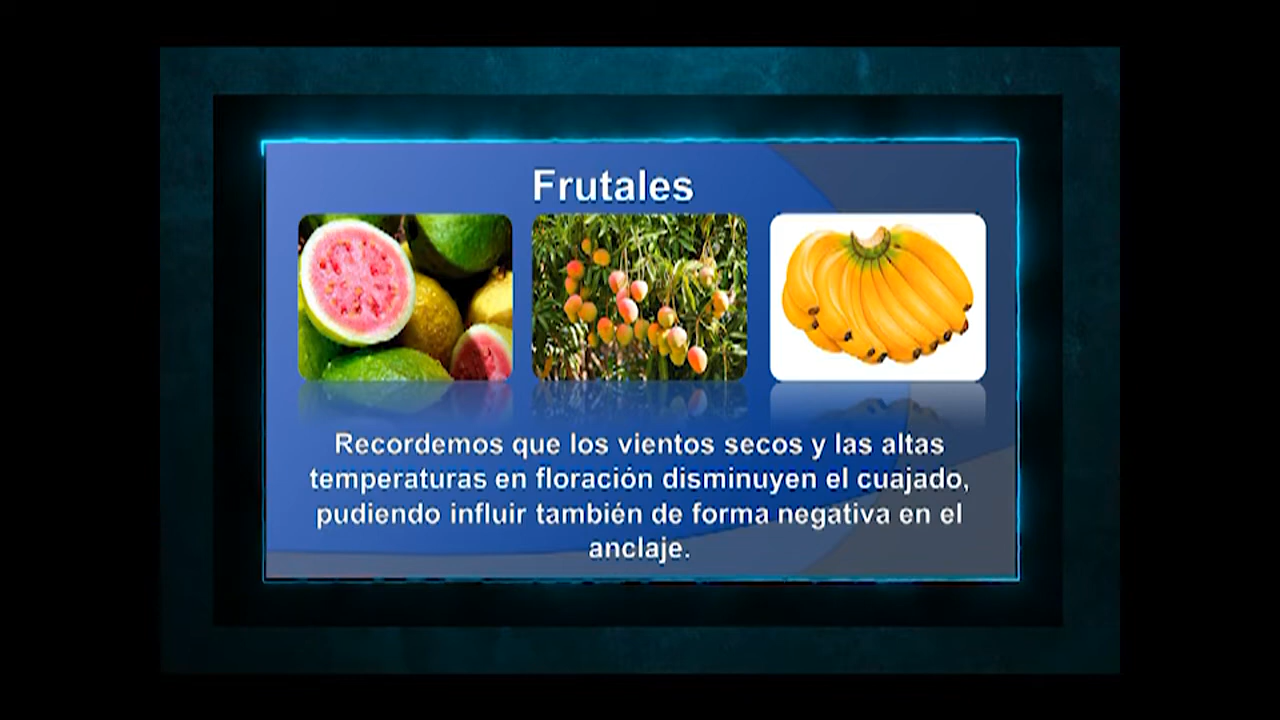 Frutales
Recordemos que los vientos secos y las altas
temperaturas en floración disminuyen el cuajado,
pudiendo influir también de forma negativa en el
anclaje.